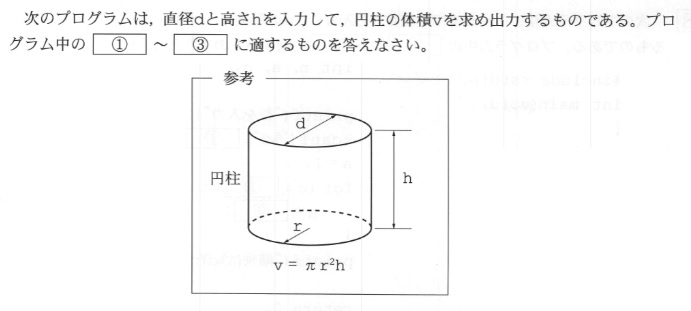 次のプログラムは，直径dと高さhを入力して，円柱の体積vを求め出力するものである。プロ
グラム中の ① ～ ③ に適するものを答えなさい。
参考
d
円柱
h
r
v = πr²h